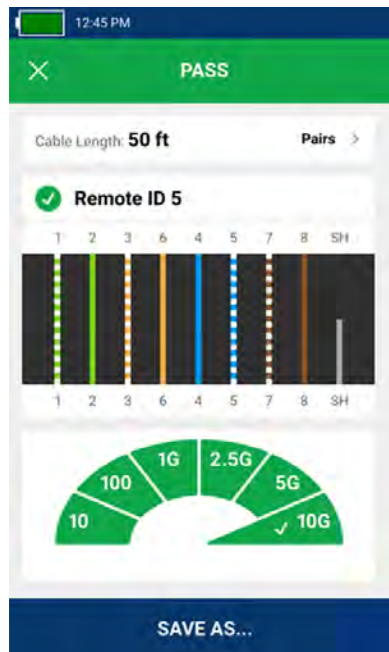 12:45 PM
PASS
Cable Length: 50 ft Pairs >
Remote ID 5
1 2 3 6 4 5 7 8 SH
1 2 3 6 4 5 7 8 SH
10 100 1G 2.5G 5G 10G
SAVE AS...